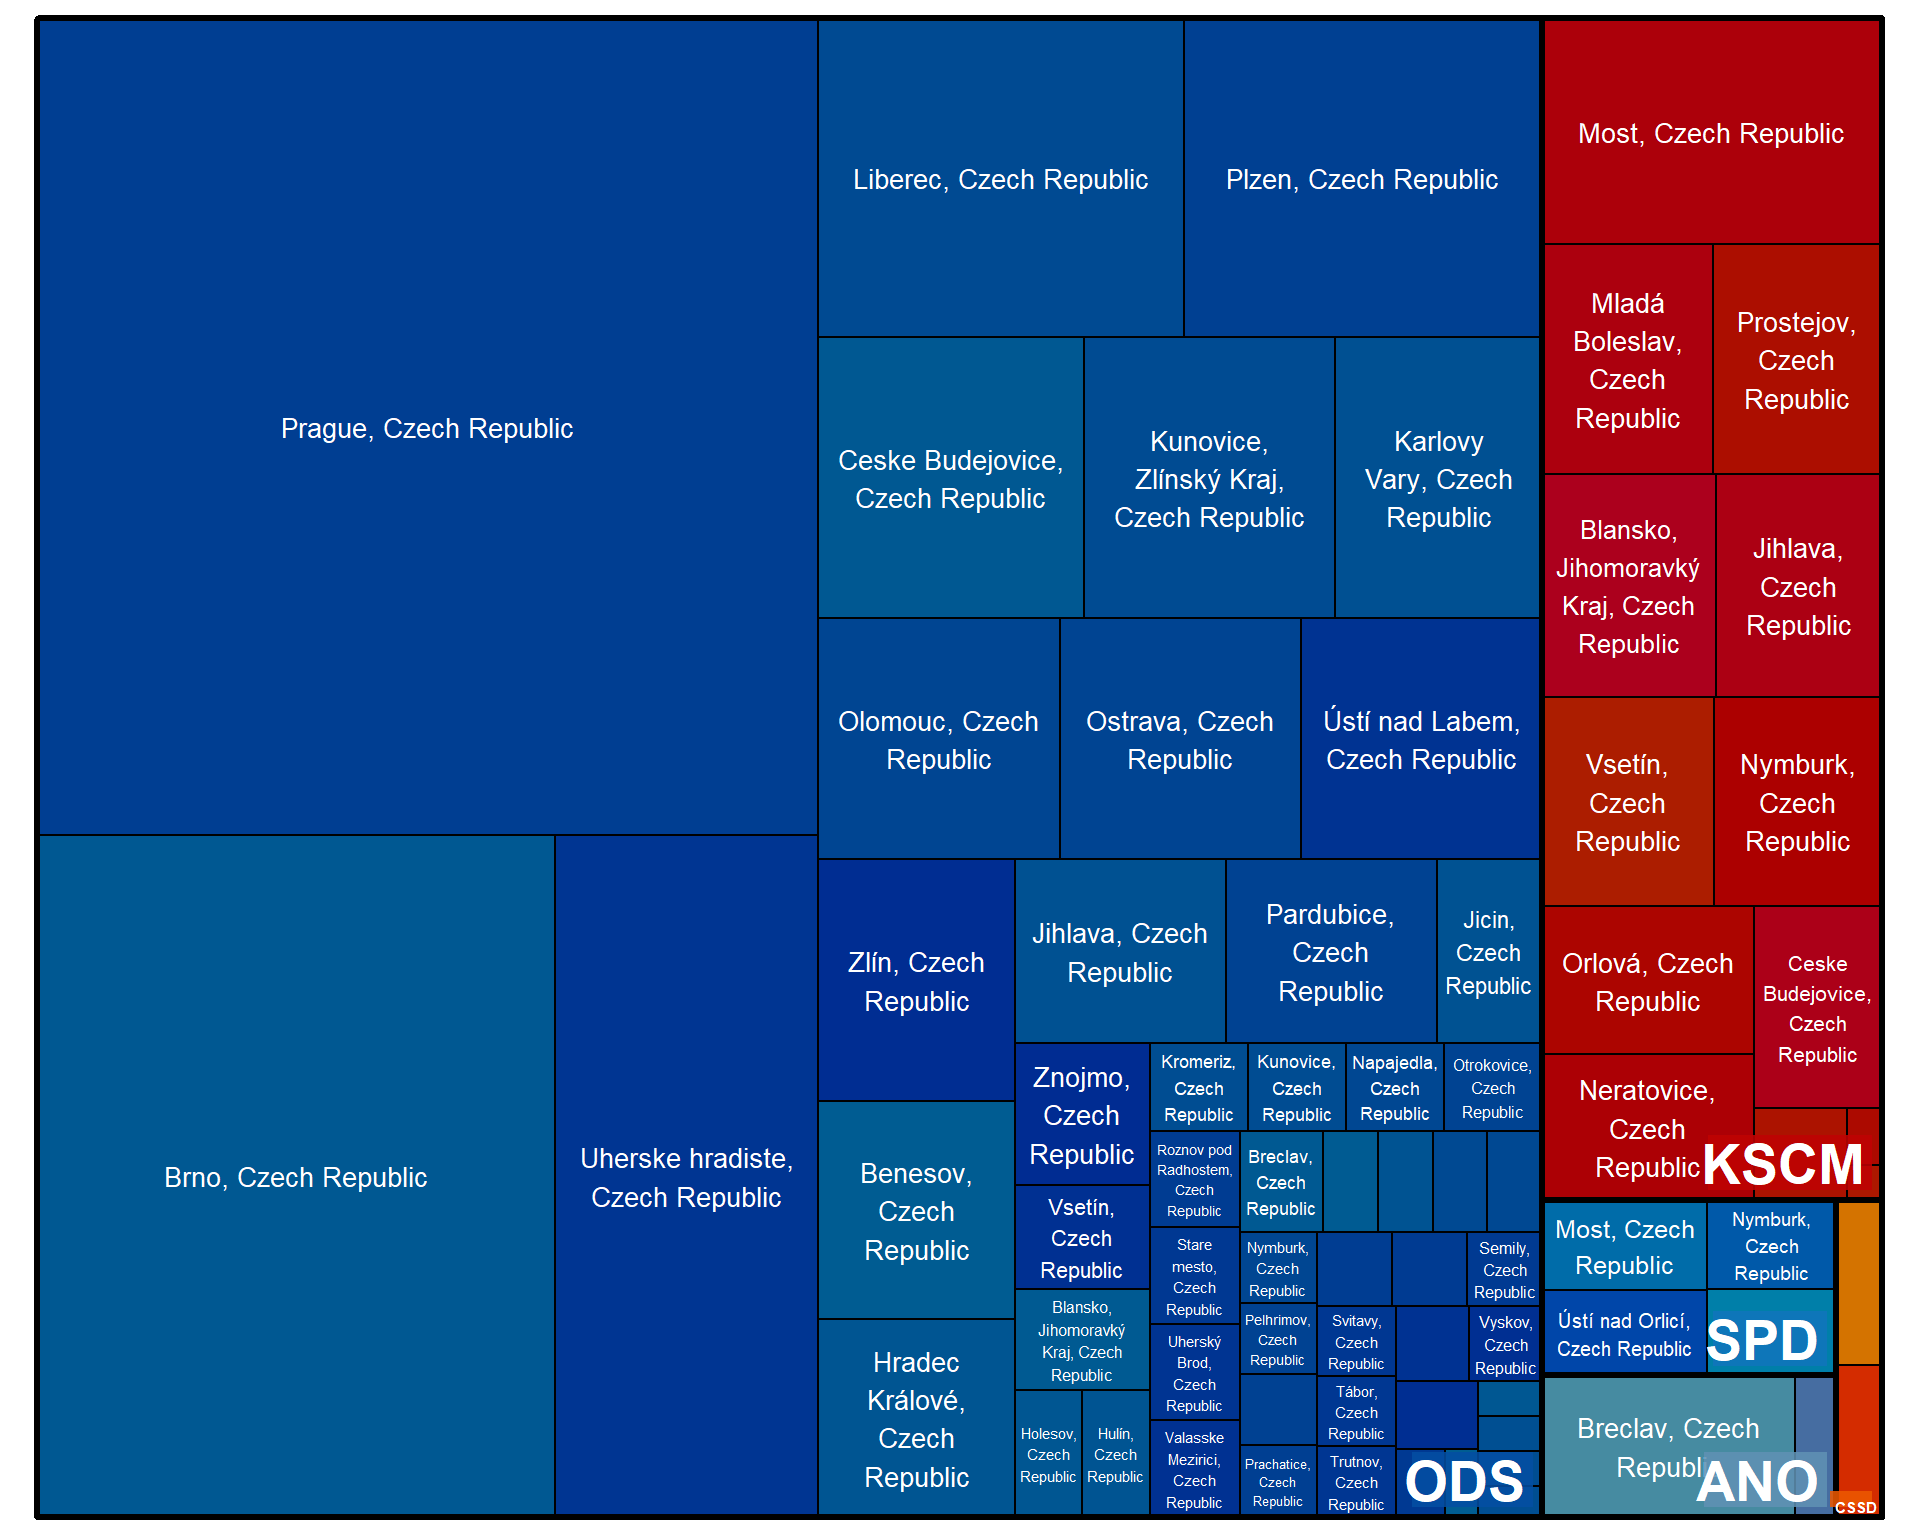 Prague, Czech Republic
Liberec, Czech Republic
Plzen, Czech Republic
Ceske Budejovice,
Czech Republic
Kunovice,
Zlínský Kraj,
Czech Republic
Karlovy
Vary, Czech
Republic
Olomouc, Czech
Republic
Ostrava, Czech
Republic
Ústí nad Labem,
Czech Republic
Brno, Czech Republic
Uherske hradiste,
Czech Republic
Zlín, Czech
Republic
Jihlava, Czech
Republic
Pardubice,
Czech
Republic
Jicin,
Czech
Republic
Benesov,
Czech
Republic
Hradec
Králové,
Czech
Republic
Znojmo,
Czech
Republic
Vsetín,
Czech
Republic
Blansko,
Jihomoravký
Kraj, Czech
Republic
Holesov,
Czech
Republic
Hulín,
Czech
Republic
Kromeriz,
Czech
Republic
Kunovice,
Czech
Republic
Napajedla,
Czech
Republic
Otrokovice,
Czech
Republic
Roznov pod
Radhostem,
Czech
Republic
Stare
mesto,
Czech
Republic
Uherský
Brod,
Czech
Republic
Valasske
Mezirici,
Czech
Republic
Breclav,
Czech
Republic
Nymburk,
Czech
Republic
Pelhrimov,
Czech
Republic
Prachatice,
Czech
Republic
Svitavy,
Czech
Republic
Tábor,
Czech
Republic
Trutnov,
Czech
Republic
Semily,
Czech
Republic
Vyskov,
Czech
Republic
ODS
Most, Czech Republic
Mladá
Boleslav,
Czech
Republic
Prostejov,
Czech
Republic
Blansko,
Jihomoravký
Kraj, Czech
Republic
Jihlava,
Czech
Republic
Vsetín,
Czech
Republic
Nymburk,
Czech
Republic
Orlová, Czech
Republic
Ceske
Budejovice,
Czech
Republic
Neratovice,
Czech
Republic
KSCM
Most, Czech
Republic
Nymburk,
Czech
Republic
Ústí nad Orlicí,
Czech Republic
SPD
Breclav, Czech
Republi
ANO
CSSD